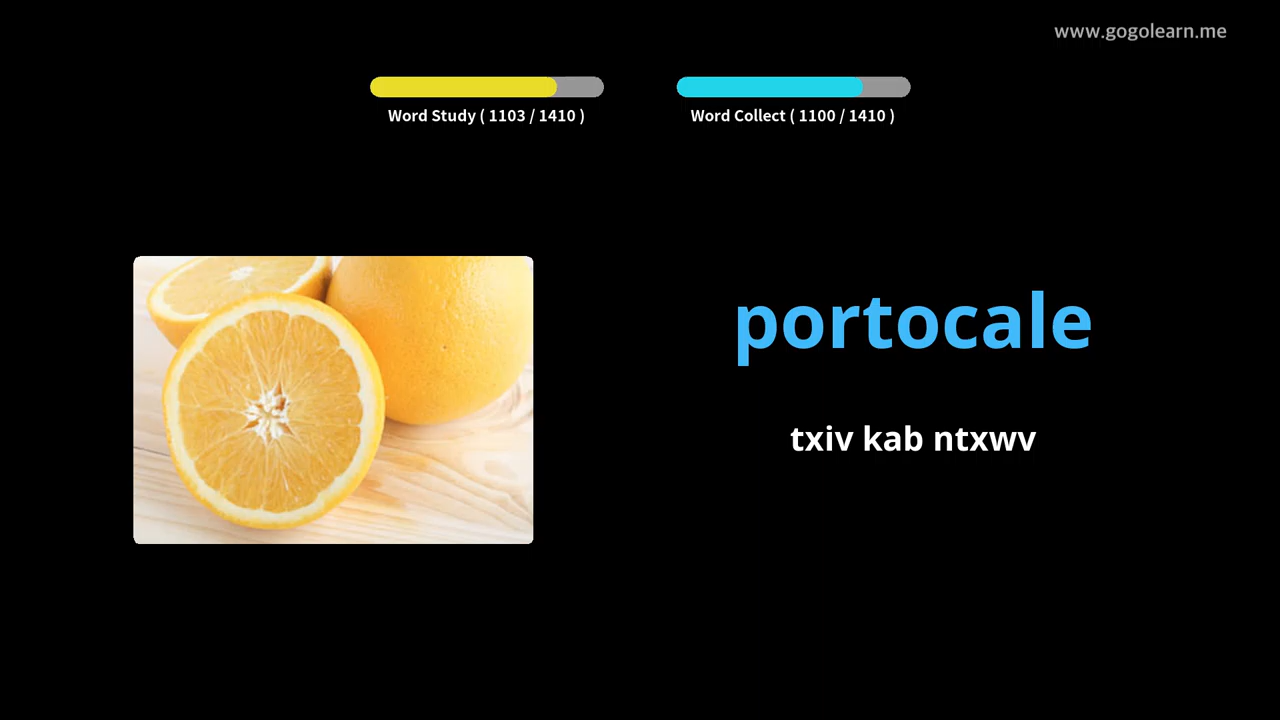 www.gogolearn.me
Word Study ( 1103 / 1410 )
Word Collect ( 1100 / 1410 )
portocale
txiv kab ntxwv